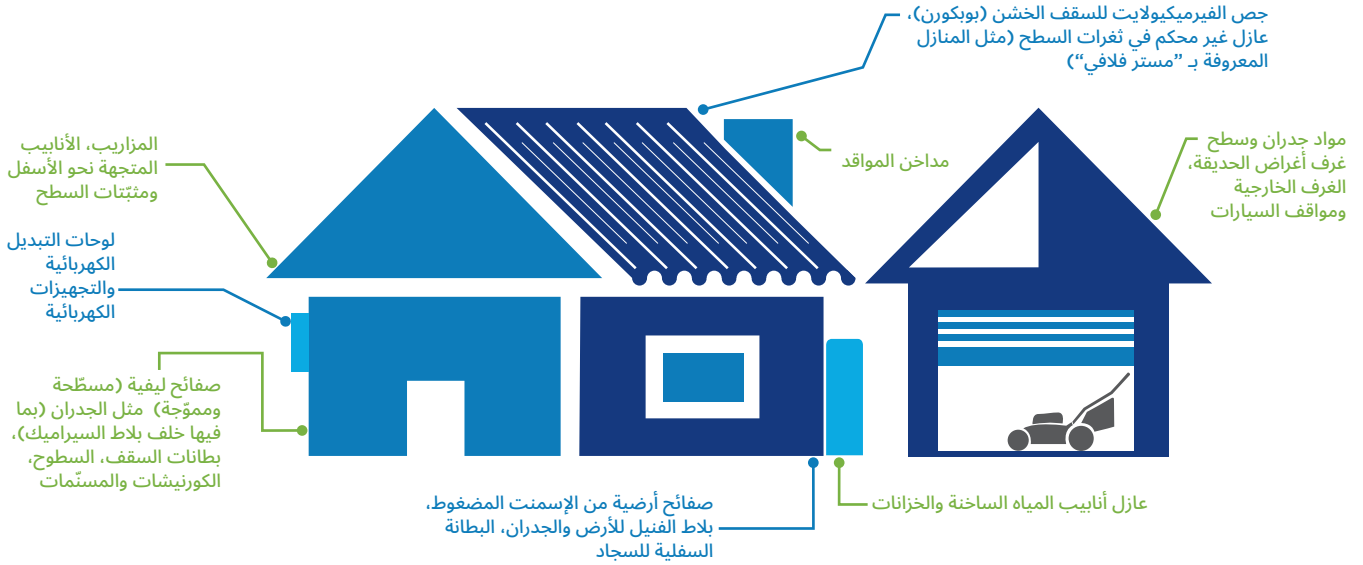 جص الفيرميكيولايت للسقف الخشن (بوبكورن)،
عازل غير محكم في ثغرات السطح (مثل المنازل
المعروفة بـ ”مستر فلافي“)
مواد جدران وسطح
غرف أغراض الحديقة،
الغرف الخارجية
ومواقف السيارات
مداخن المواقد
المزاريب، الأنابيب
المتجهة نحو الأسفل
ومثبّتات السطح
لوحات التبديل
الكهربائية
والتجهيزات
الكهربائية
صفائح ليفية (مسطّحة
ومموّجة) مثل الجدران (بما
فيها خلف بلاط السيراميك)،
بطانات السقف، السطوح،
الكورنيشات والمسنّمات
عازل أنابيب المياه الساخنة والخزانات
صفائح أرضية من الإسمنت المضغوط،
بلاط الفنيل للأرض والجدران، البطانة
السفلية للسجاد